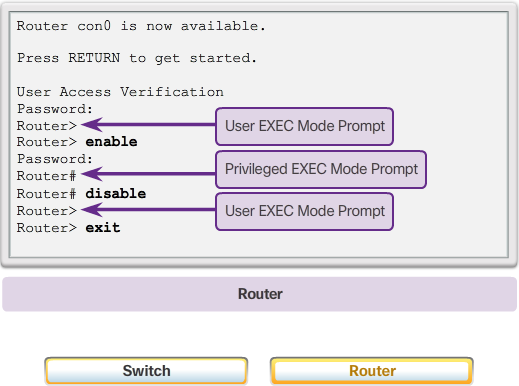 Router con0 is now available.
Press RETURN to get started.
User Access Verification
Password:
Router>
User EXEC Mode Prompt
Router> enable
Password:
Router#
Privileged EXEC Mode Prompt
Router# disable
Router>
User EXEC Mode Prompt
Router> exit
Router
Switch
Router